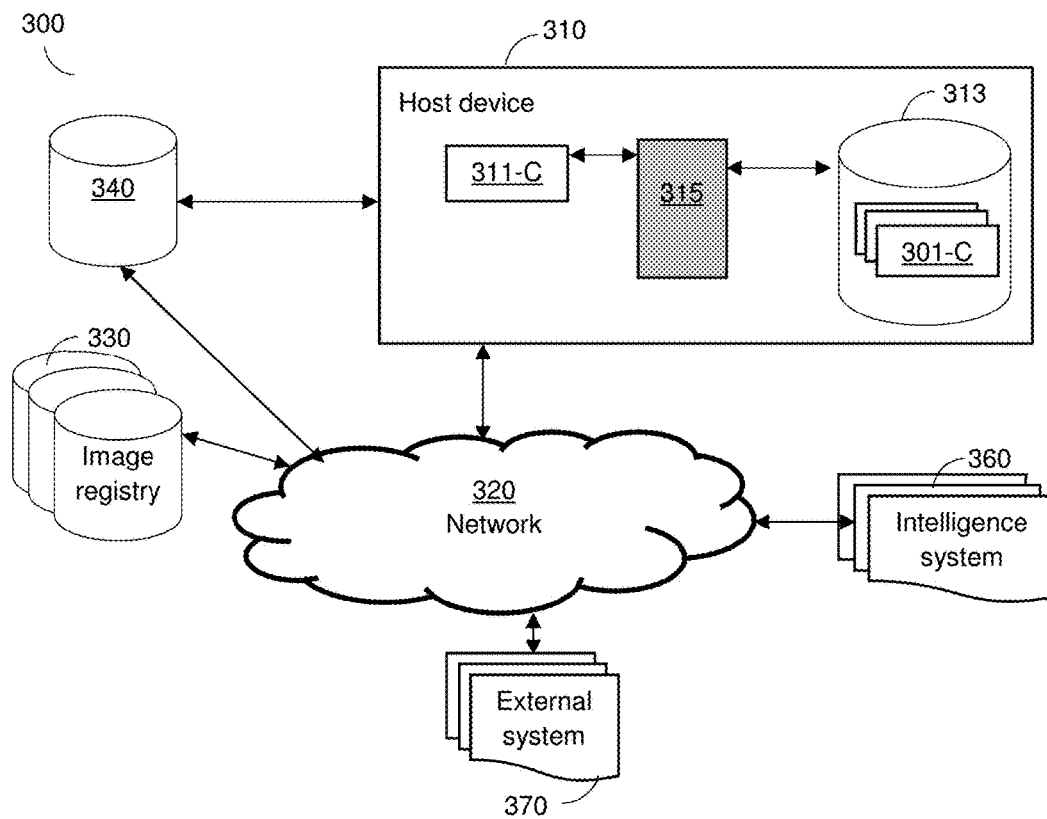 300
310
Host device
313
311-C
315
301-C
340
330
Image
registry
320
Network
360
Intelligence
system
External
system
370